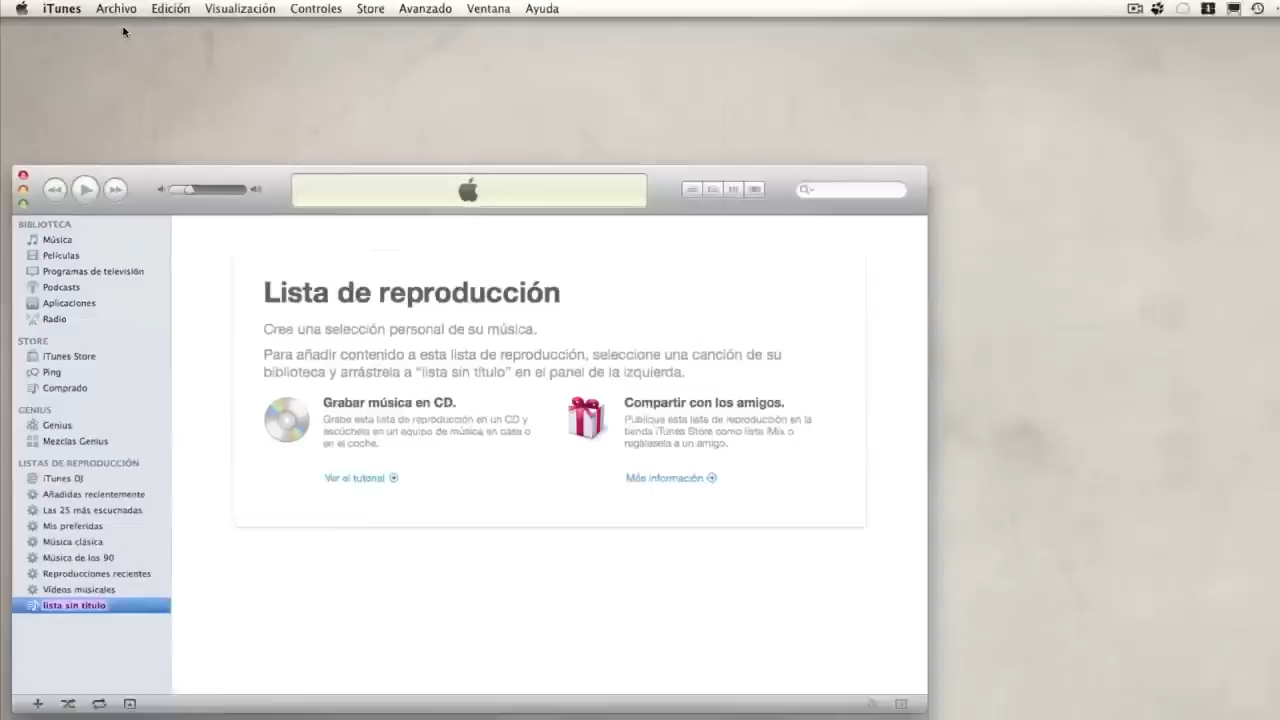 iTunes Archivo Edición Visualización Controles Store Avanzado Ventana Ayuda
BIBLIOTECA
Música
Películas
Programas de televisión
Podcasts
Aplicaciones
Radio
STORE
iTunes Store
Ping
Comprado
GENIUS
Genius
Mezclas Genius
LISTAS DE REPRODUCCIÓN
iTunes DJ
Añadidas recientemente
Las 25 más escuchadas
Mis preferidas
Música clásica
Música de los 90
Reproducciones recientes
Vídeos musicales
lista sin título
Lista de reproducción
Cree una selección personal de su música.
Para añadir contenido a esta lista de reproducción, seleccione una canción de su
biblioteca y arrástrela a “lista sin título” en el panel de la izquierda.
Grabar música en CD.
Grabe esta lista de reproducción en un CD y
escúchela en un equipo de música en casa o
en el coche.
Ver el tutorial
Compartir con los amigos.
Publique esta lista de reproducción en la
tienda iTunes Store como lista iMix o
regálesela a un amigo.
Más información